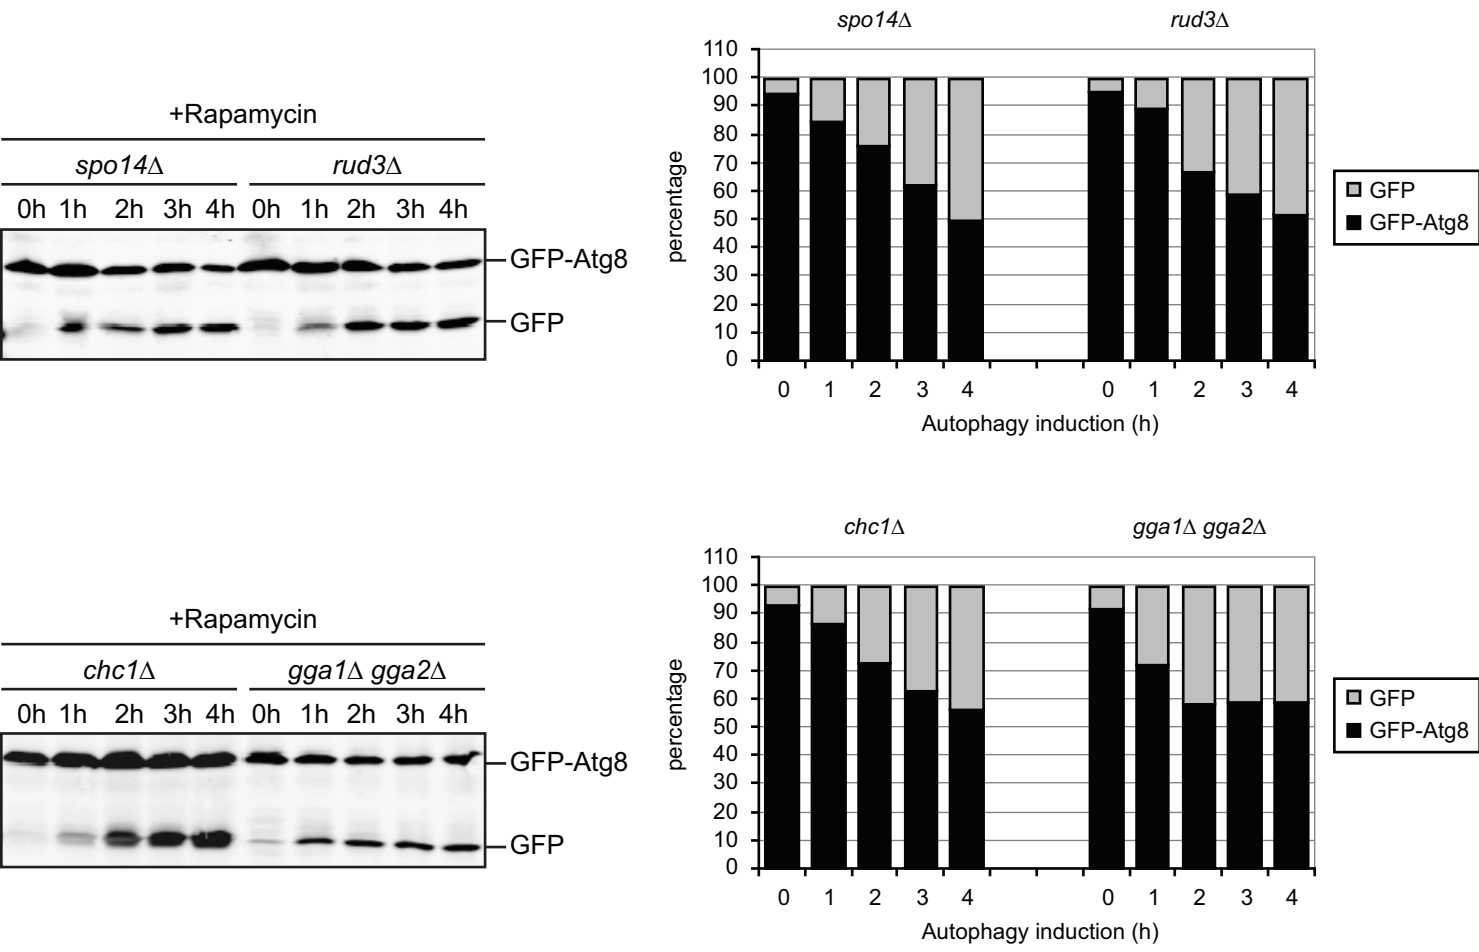 +Rapamycin
spo14Δ rud3Δ
0h 1h 2h 3h 4h 0h 1h 2h 3h 4h
GFP-Atg8
GFP
spo14Δ rud3Δ
percentage
110
100
90
80
70
60
50
40
30
20
10
0
0 1 2 3 4 0 1 2 3 4
Autophagy induction (h)
GFP
GFP-Atg8
+Rapamycin
chc1Δ gga1Δ gga2Δ
0h 1h 2h 3h 4h 0h 1h 2h 3h 4h
GFP-Atg8
GFP
chc1Δ gga1Δ gga2Δ
percentage
110
100
90
80
70
60
50
40
30
20
10
0
0 1 2 3 4 0 1 2 3 4
Autophagy induction (h)
GFP
GFP-Atg8